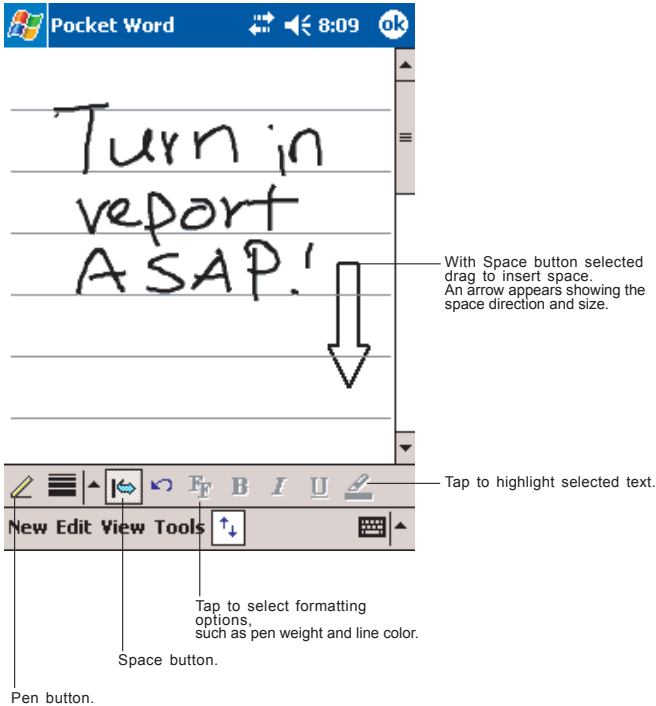 Pocket Word 8:09 ok
Turn in
report
ASAP!
With Space button selected
drag to insert space.
An arrow appears showing the
space direction and size.
FF B I U
Tap to highlight selected text.
New Edit View Tools
Tap to select formatting
options,
such as pen weight and line color.
Space button.
Pen button.